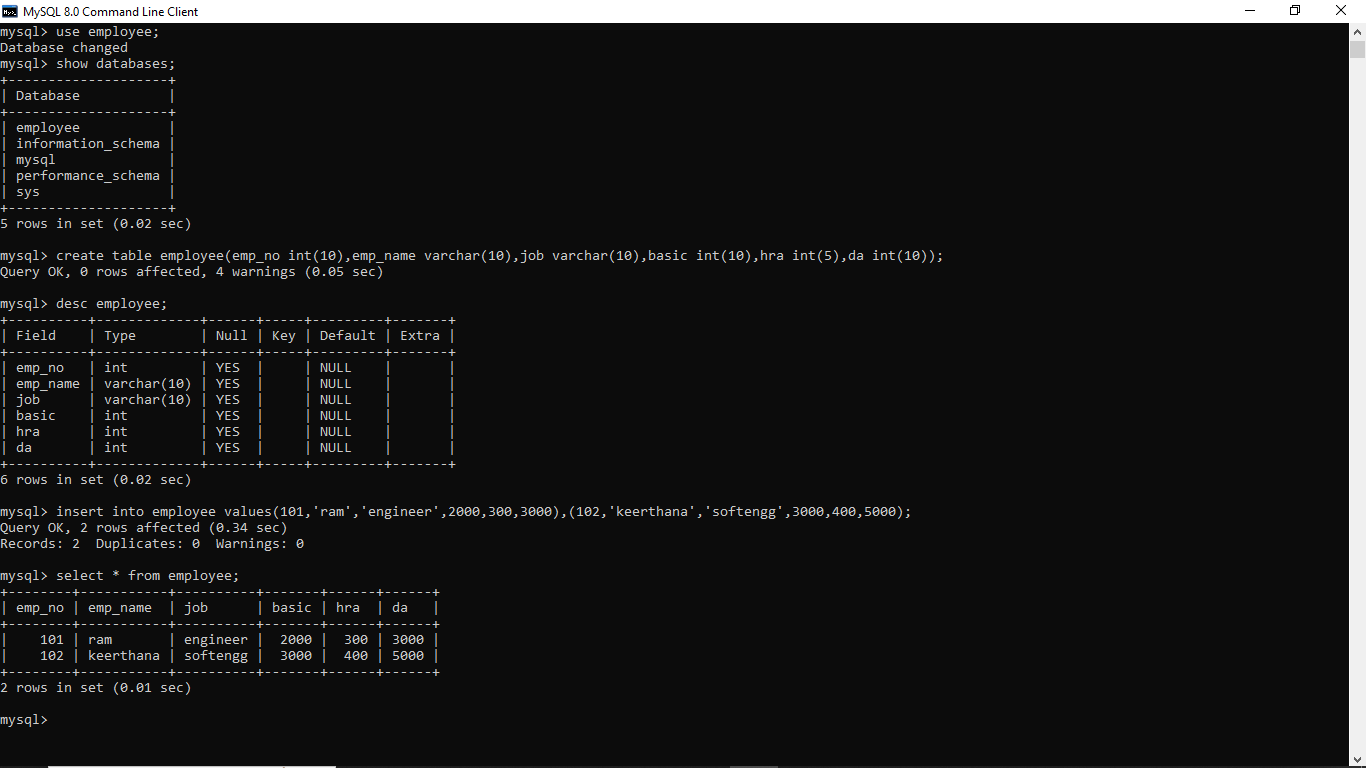 MySQL 8.0 Command Line Client
mysql> use employee;
Database changed
mysql> show databases;
+--------------------+
| Database           |
+--------------------+
| employee           |
| information_schema |
| mysql              |
| performance_schema |
| sys                |
+--------------------+
5 rows in set (0.02 sec)

mysql> create table employee(emp_no int(10),emp_name varchar(10),job varchar(10),basic int(10),hra int(5),da int(10));
Query OK, 0 rows affected, 4 warnings (0.05 sec)

mysql> desc employee;
+----------+-------------+------+-----+---------+-------+
| Field    | Type        | Null | Key | Default | Extra |
+----------+-------------+------+-----+---------+-------+
| emp_no   | int         | YES  |     | NULL    |       |
| emp_name | varchar(10) | YES  |     | NULL    |       |
| job      | varchar(10) | YES  |     | NULL    |       |
| basic    | int         | YES  |     | NULL    |       |
| hra      | int         | YES  |     | NULL    |       |
| da       | int         | YES  |     | NULL    |       |
+----------+-------------+------+-----+---------+-------+
6 rows in set (0.02 sec)

mysql> insert into employee values(101,'ram','engineer',2000,300,3000),(102,'keerthana','softengg',3000,400,5000);
Query OK, 2 rows affected (0.34 sec)
Records: 2  Duplicates: 0  Warnings: 0

mysql> select * from employee;
+--------+-----------+----------+-------+------+------+
| emp_no | emp_name  | job      | basic | hra  | da   |
+--------+-----------+----------+-------+------+------+
|    101 | ram       | engineer |  2000 |  300 | 3000 |
|    102 | keerthana | softengg |  3000 |  400 | 5000 |
+--------+-----------+----------+-------+------+------+
2 rows in set (0.01 sec)

mysql>